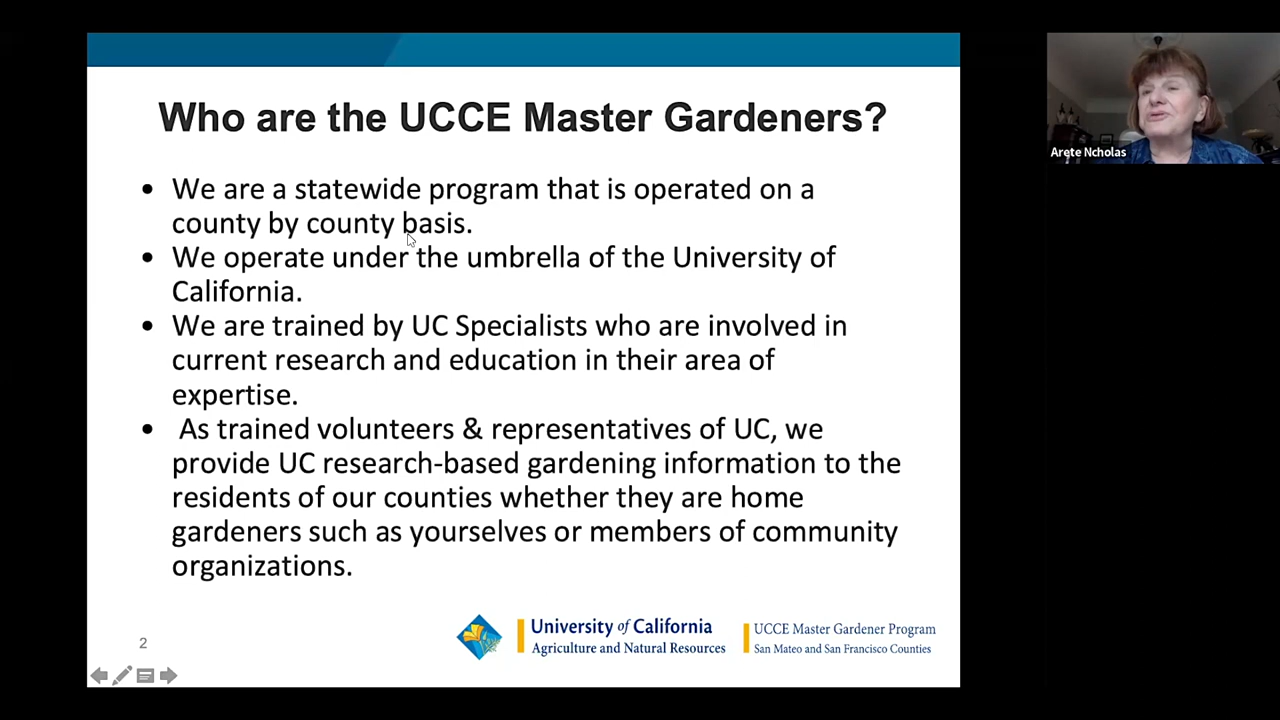 Who are the UCCE Master Gardeners?
• We are a statewide program that is operated on a
county by county basis.
• We operate under the umbrella of the University of
California.
• We are trained by UC Specialists who are involved in
current research and education in their area of
expertise.
• As trained volunteers & representatives of UC, we
provide UC research-based gardening information to the
residents of our counties whether they are home
gardeners such as yourselves or members of community
organizations.
2
University of California
Agriculture and Natural Resources
UCCE Master Gardener Program
San Mateo and San Francisco Counties
Arete Ncholas